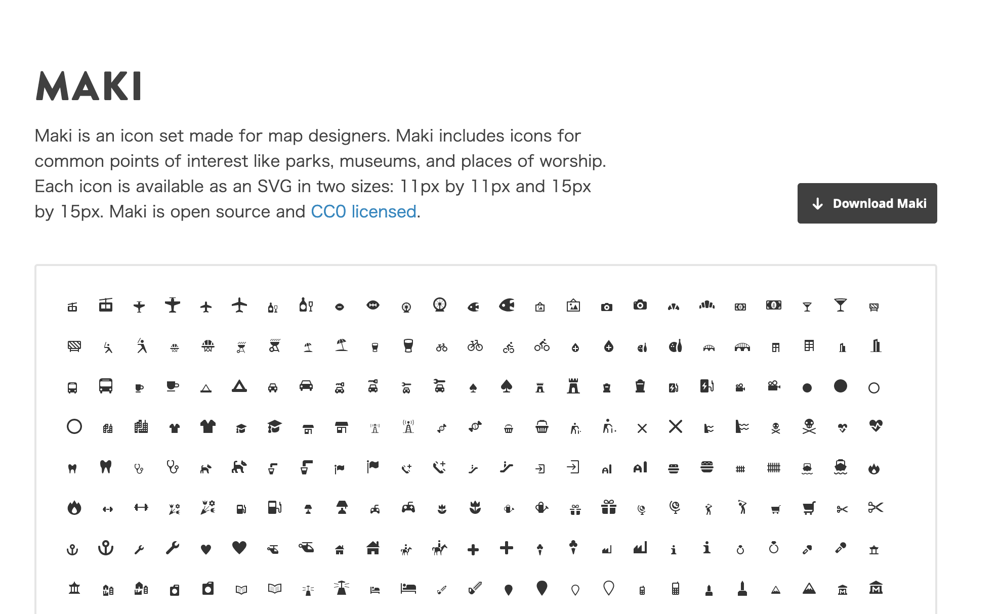 MAKI
Maki is an icon set made for map designers. Maki includes icons for
common points of interest like parks, museums, and places of worship.
Each icon is available as an SVG in two sizes: 11px by 11px and 15px
by 15px. Maki is open source and CC0 licensed.
Download Maki